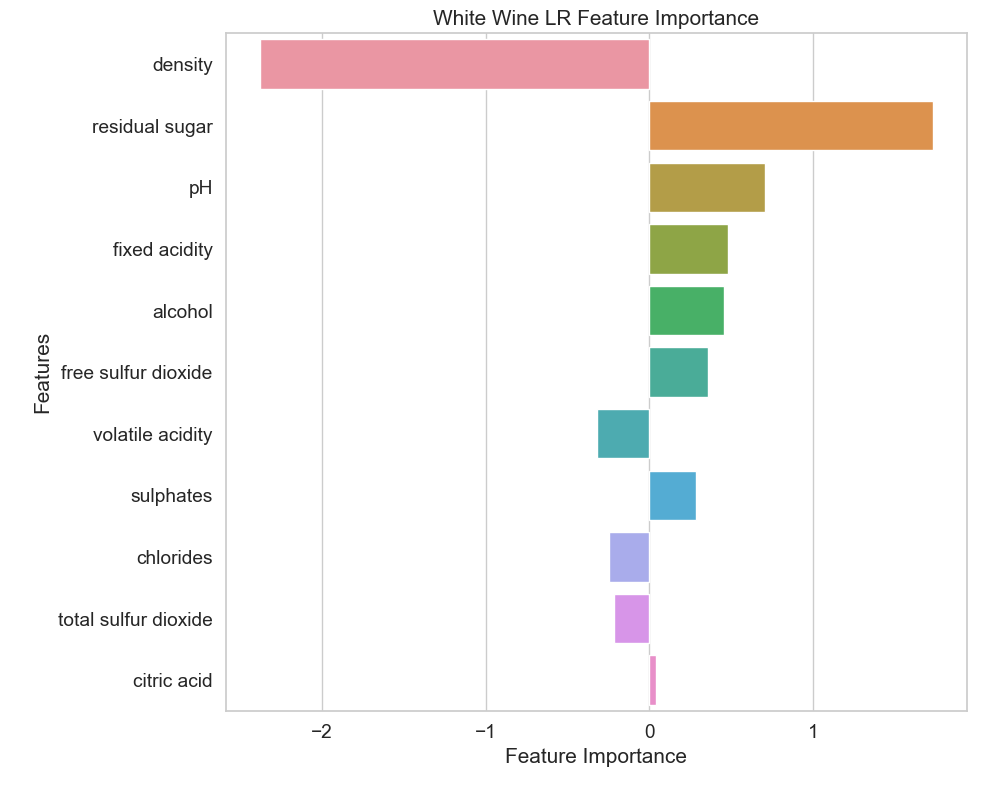 White Wine LR Feature Importance
density
residual sugar
pH
fixed acidity
alcohol
free sulfur dioxide
volatile acidity
sulphates
chlorides
total sulfur dioxide
citric acid
Features
−2 −1 0 1
Feature Importance